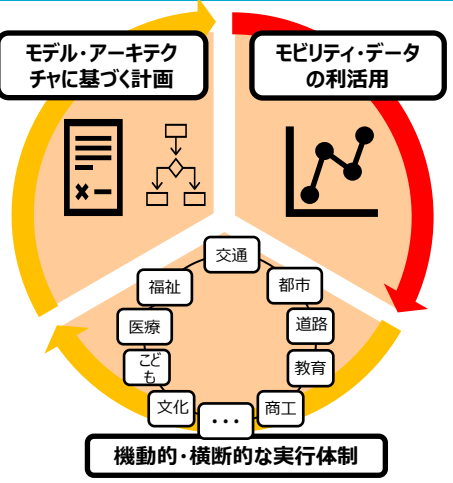 モデル・アーキテク
チャに基づく計画
モビリティ・データ
の利活用
交通
福祉
都市
医療
道路
こど
も
教育
文化
商工
・・・
機動的・横断的な実行体制